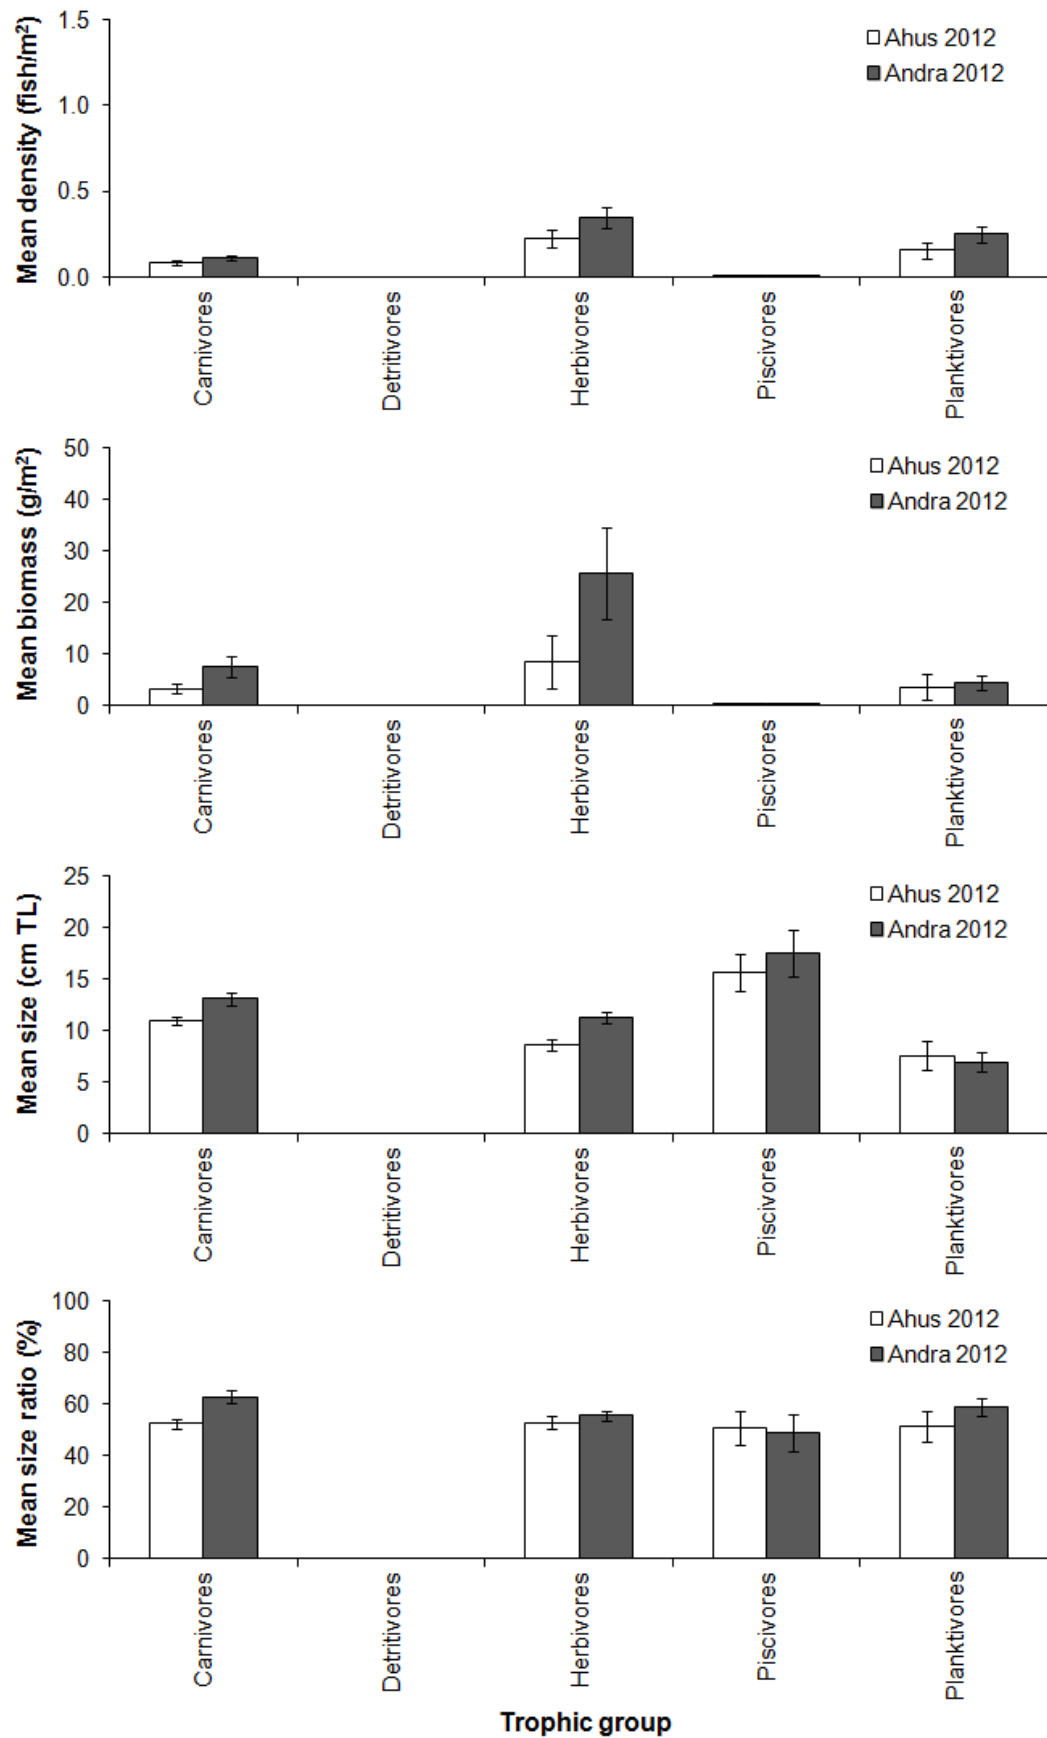 Mean density (fish/m²)
1.5
1.0
0.5
0.0
Ahus 2012
Andra 2012
Carnivores
Detritivores
Herbivores
Piscivores
Planktivores
Mean biomass (g/m²)
50
40
30
20
10
0
Ahus 2012
Andra 2012
Carnivores
Detritivores
Herbivores
Piscivores
Planktivores
Mean size (cm TL)
25
20
15
10
5
0
Ahus 2012
Andra 2012
Carnivores
Detritivores
Herbivores
Piscivores
Planktivores
Mean size ratio (%)
100
80
60
40
20
0
Ahus 2012
Andra 2012
Carnivores
Detritivores
Herbivores
Piscivores
Planktivores
Trophic group